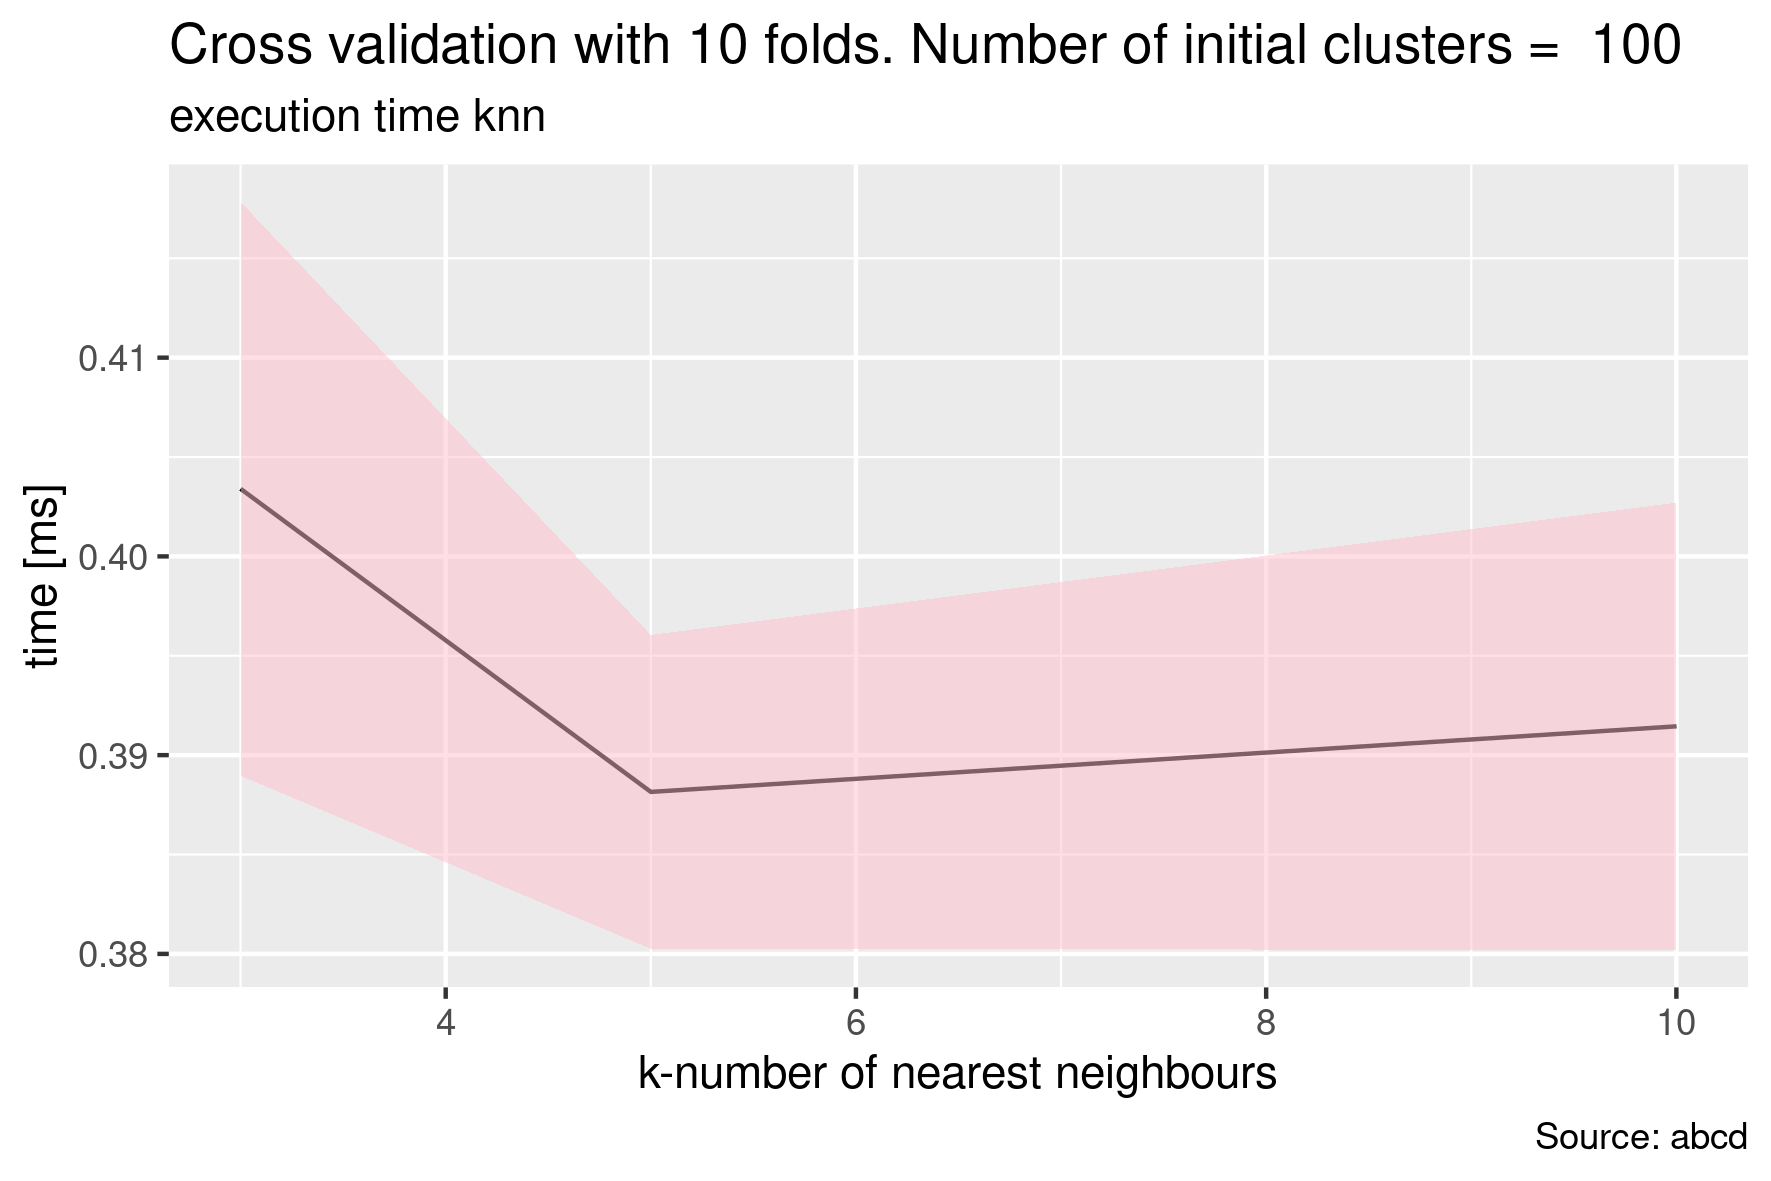 Cross validation with 10 folds. Number of initial clusters =  100
execution time knn
time [ms]
0.41
0.40
0.39
0.38
4 6 8 10
k-number of nearest neighbours
Source: abcd